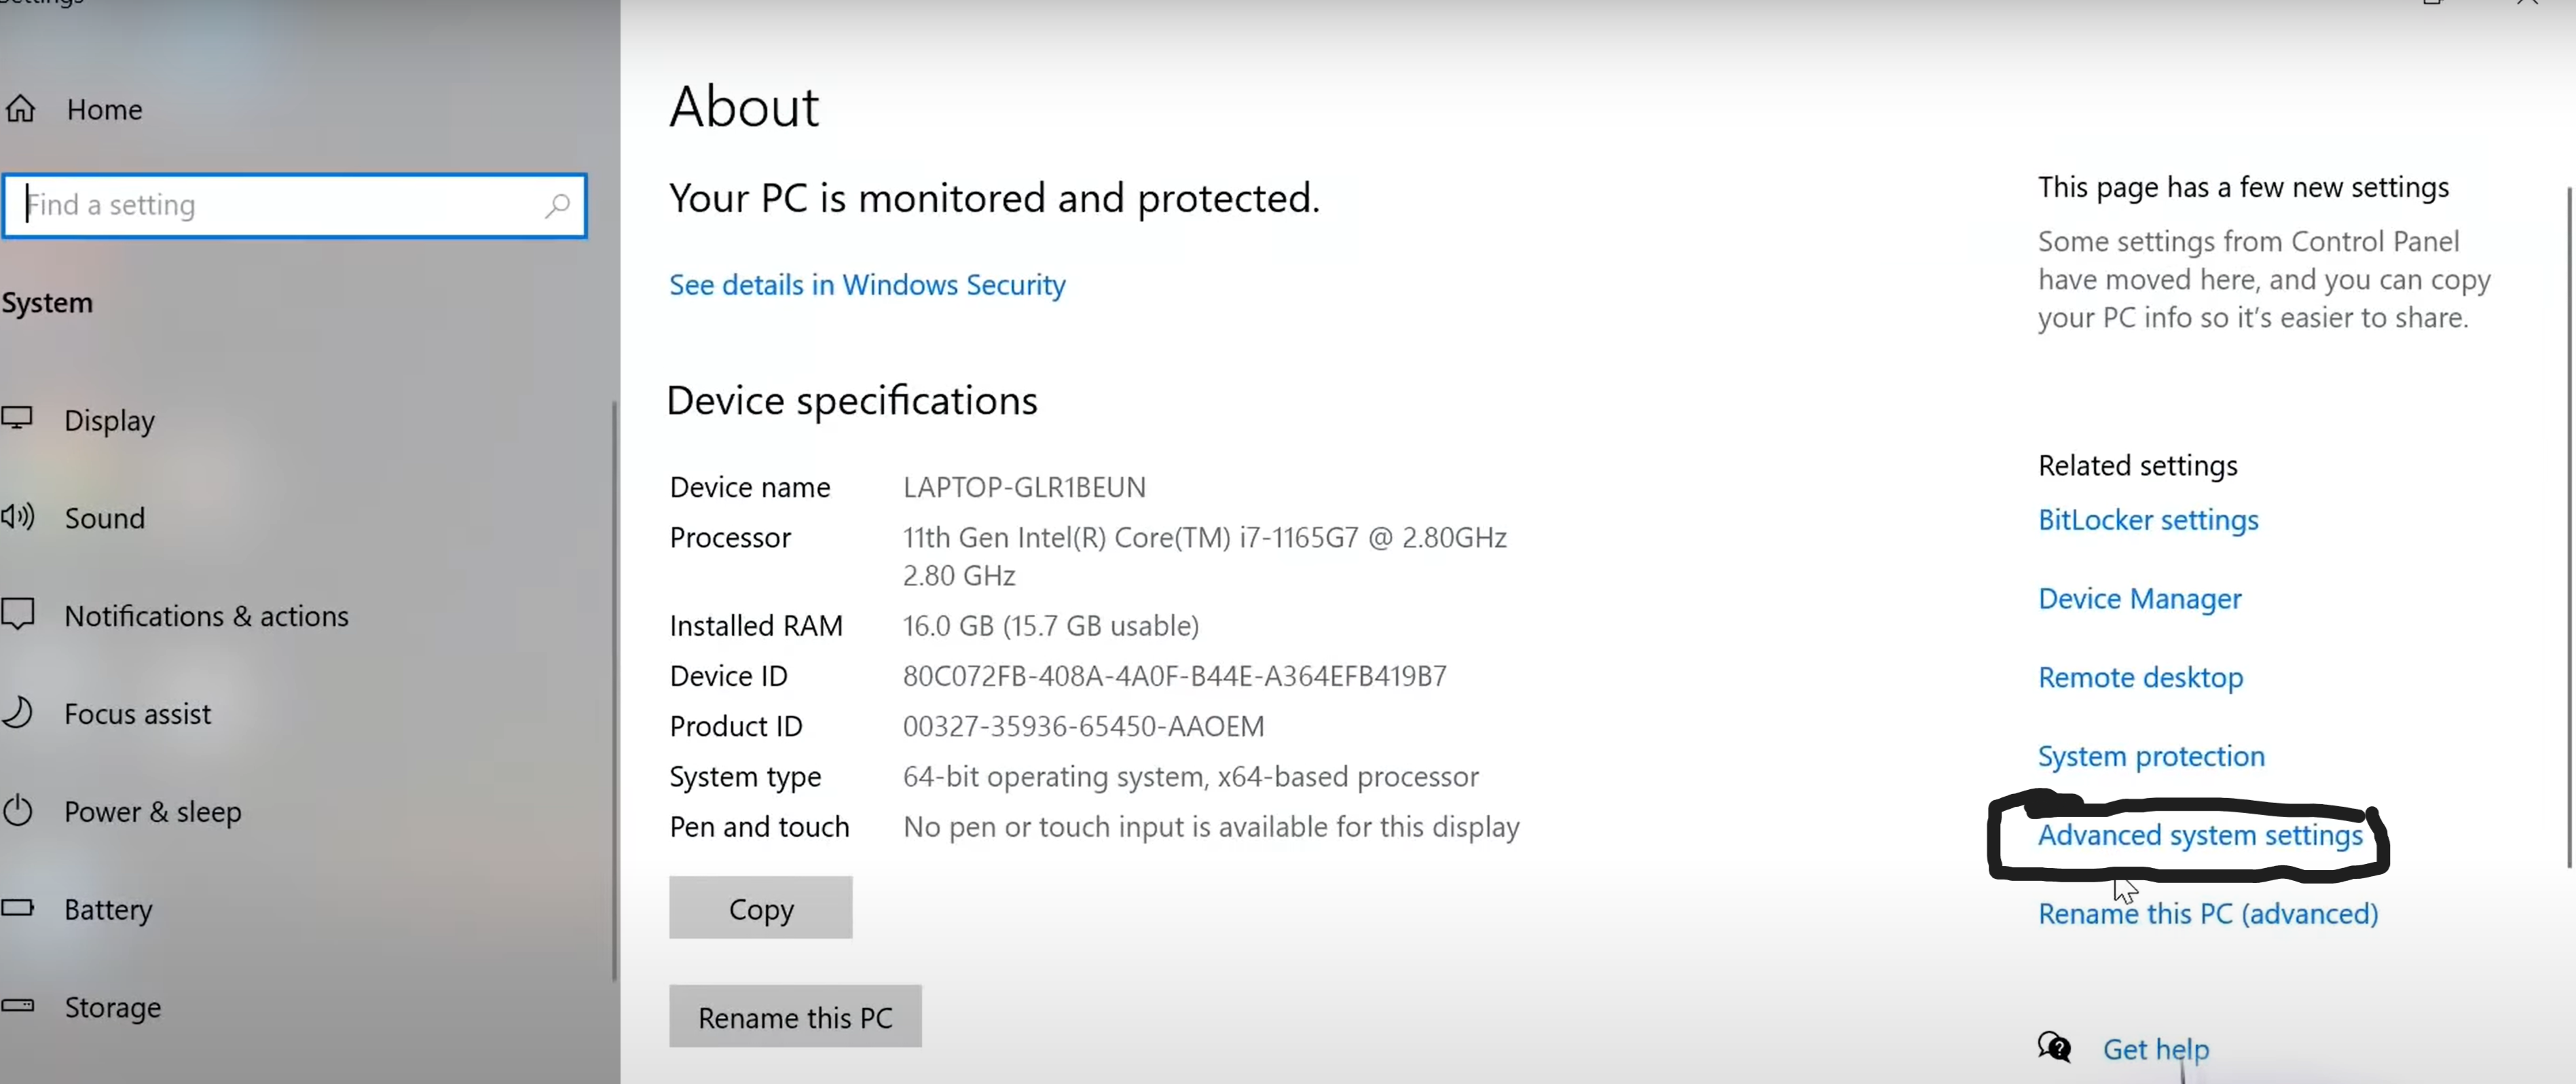 Home
Find a setting
System
Display
Sound
Notifications & actions
Focus assist
Power & sleep
Battery
Storage
About
Your PC is monitored and protected.
See details in Windows Security
Device specifications
Device name LAPTOP-GLR1BEUN
Processor 11th Gen Intel(R) Core(TM) i7-1165G7 @ 2.80GHz
2.80 GHz
Installed RAM 16.0 GB (15.7 GB usable)
Device ID 80C072FB-408A-4A0F-B44E-A364EFB419B7
Product ID 00327-35936-65450-AAOEM
System type 64-bit operating system, x64-based processor
Pen and touch No pen or touch input is available for this display
Copy
Rename this PC
This page has a few new settings
Some settings from Control Panel
have moved here, and you can copy
your PC info so it's easier to share.
Related settings
BitLocker settings
Device Manager
Remote desktop
System protection
Advanced system settings
Rename this PC (advanced)
Get help